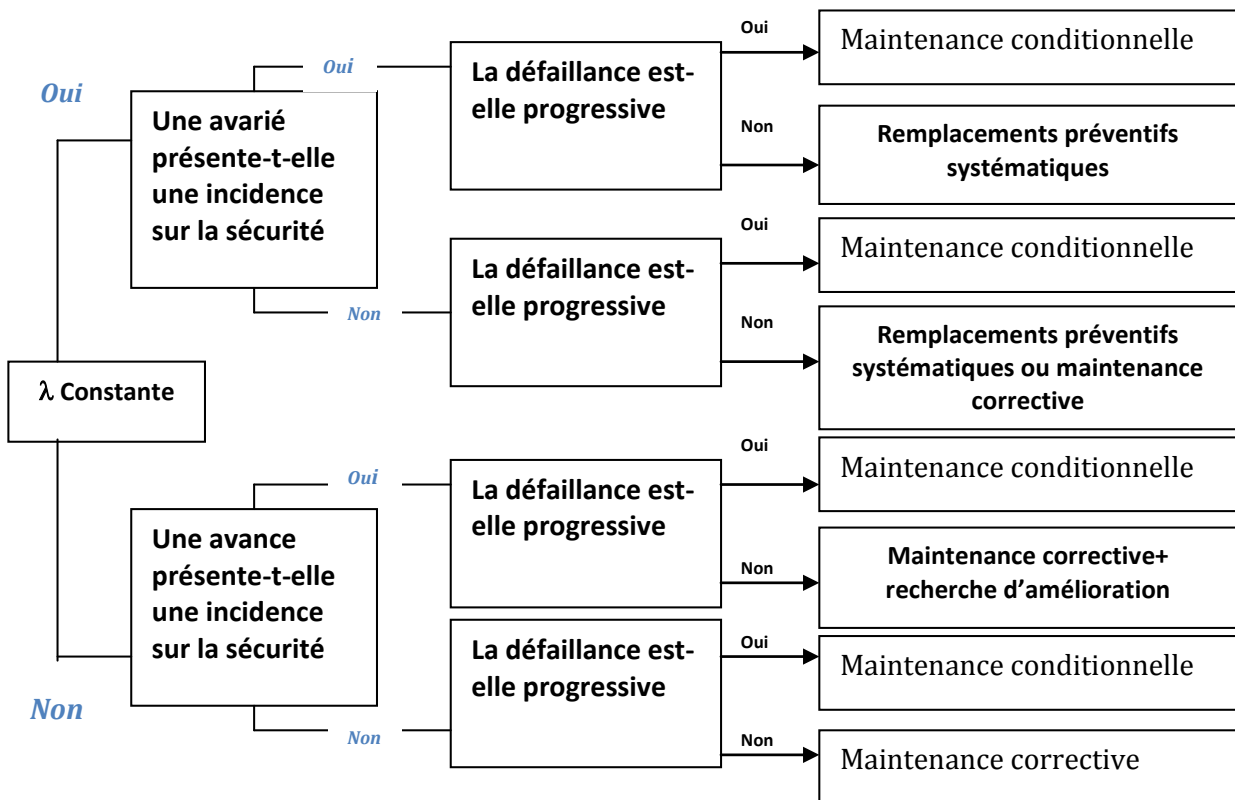 Oui
Maintenance conditionnelle
Oui
La défaillance est-
elle progressive
Oui
Une avarié
présente-t-elle
une incidence
sur la sécurité
Non
Remplacements préventifs
systématiques
Oui
Maintenance conditionnelle
La défaillance est-
elle progressive
Non
Non
Remplacements préventifs
systématiques ou maintenance
corrective
λ Constante
Oui
Maintenance conditionnelle
Oui
La défaillance est-
elle progressive
Une avance
présente-t-elle
une incidence
sur la sécurité
Non
Maintenance corrective+
recherche d’amélioration
Oui
Maintenance conditionnelle
La défaillance est-
elle progressive
Non
Non
Non
Maintenance corrective